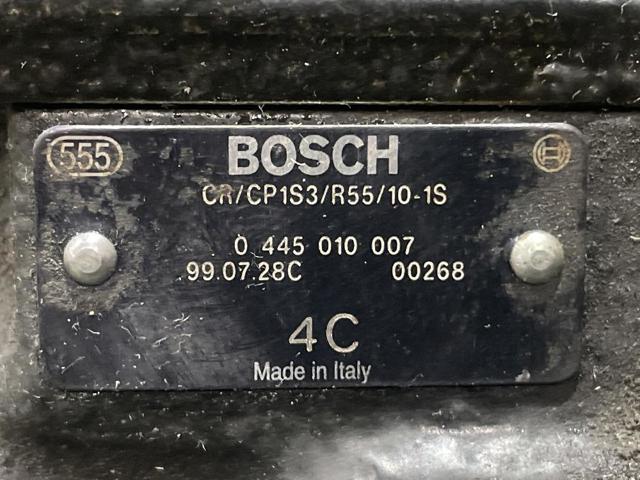 555 BOSCH
CR/CP1S3/R55/10-1S
0 445 010 007
99.07.28C 00268
4C
Made in Italy